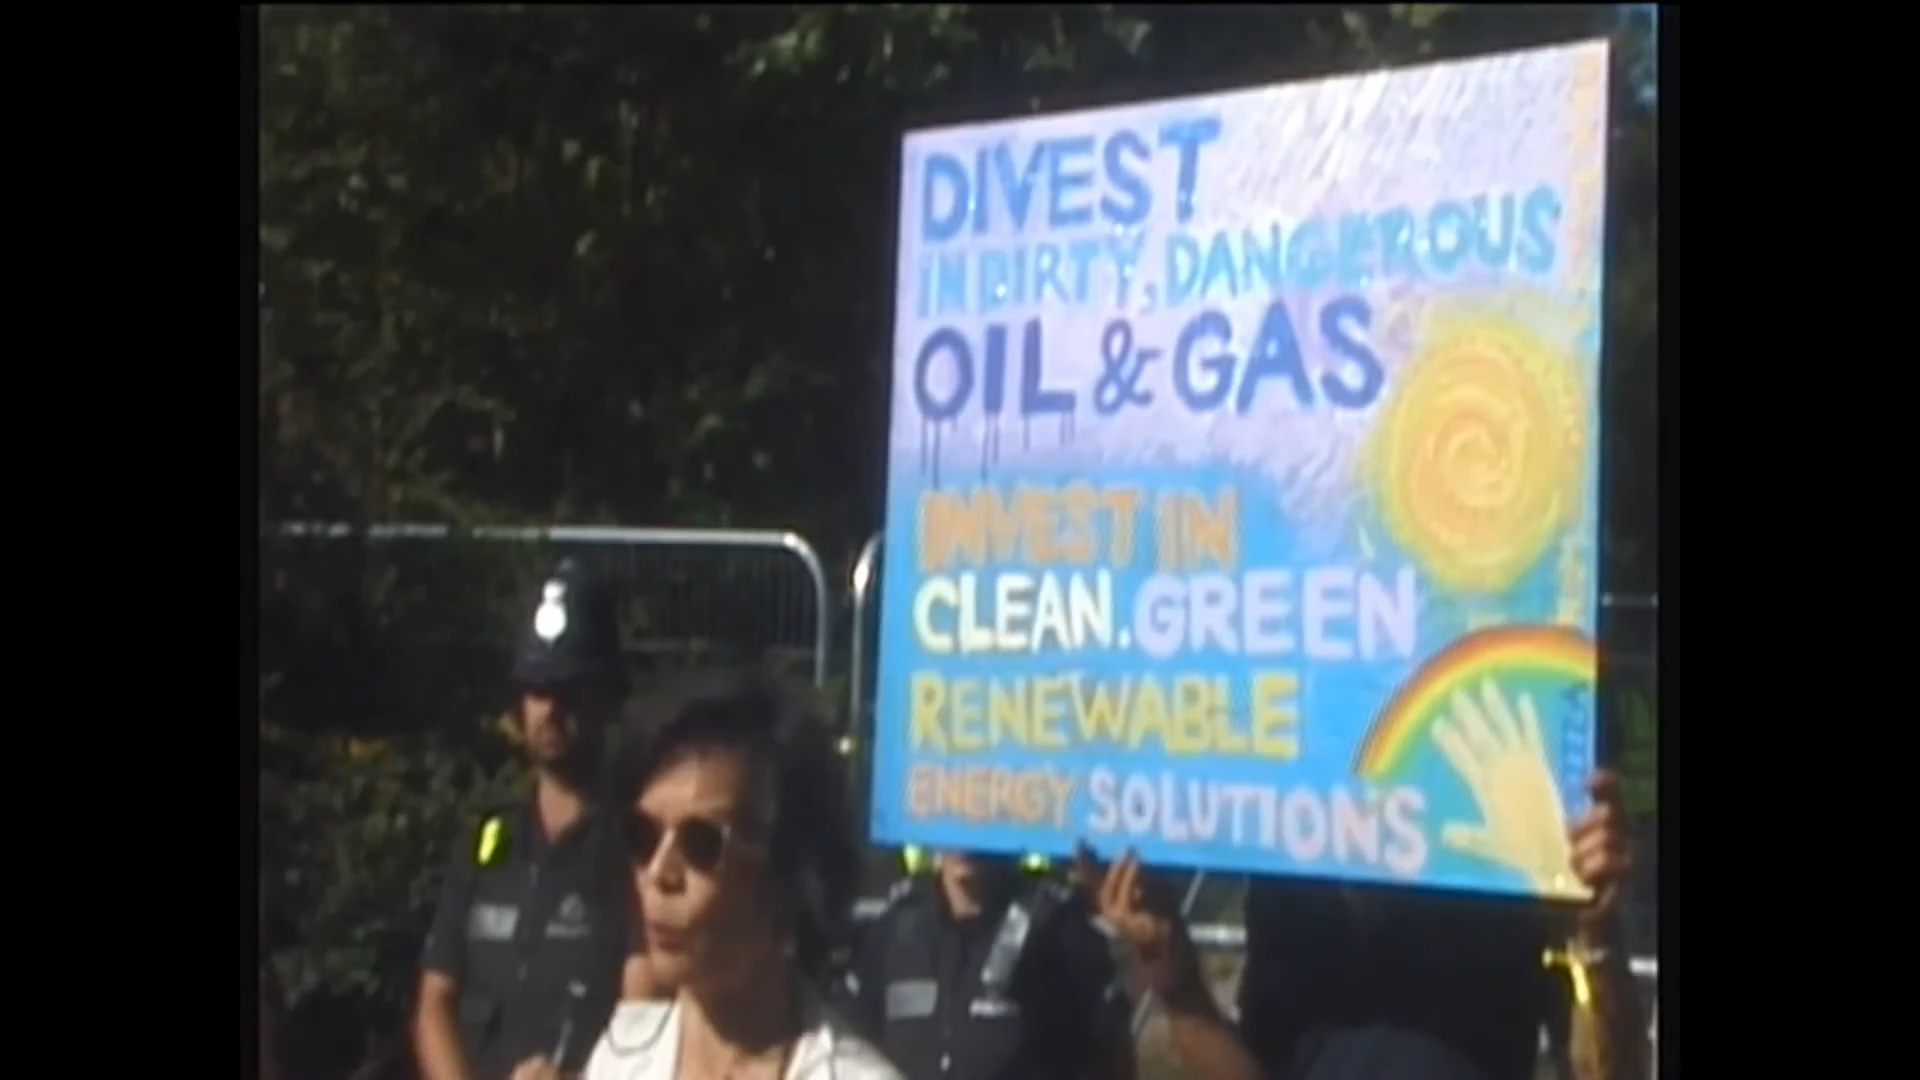 DIVEST
IN DIRTY, DANGEROUS
OIL & GAS
INVEST IN
CLEAN. GREEN
RENEWABLE
ENERGY SOLUTIONS